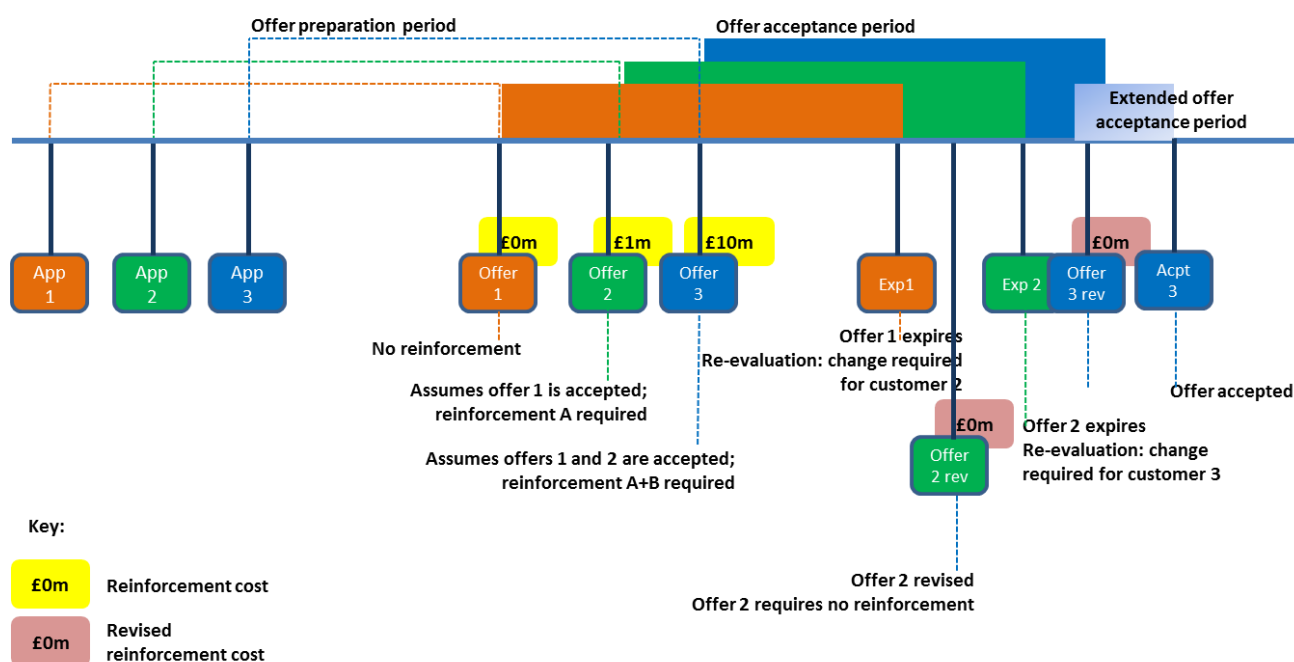 Offer preparation period
Offer acceptance period
Extended offer
acceptance period
£0m
£1m
£10m
£0m
App
1
App
2
App
3
Offer
1
Offer
2
Offer
3
Exp1
Exp 2
Offer
3 rev
Acpt
3
No reinforcement
Offer 1 expires
Re-evaluation: change required
for customer 2
Assumes offer 1 is accepted;
reinforcement A required
Offer accepted
£0m
Offer
2 rev
Offer 2 expires
Re-evaluation: change
required for customer 3
Assumes offers 1 and 2 are accepted;
reinforcement A+B required
Offer 2 revised
Offer 2 requires no reinforcement
Key:
£0m
Reinforcement cost
£0m
Revised
reinforcement cost